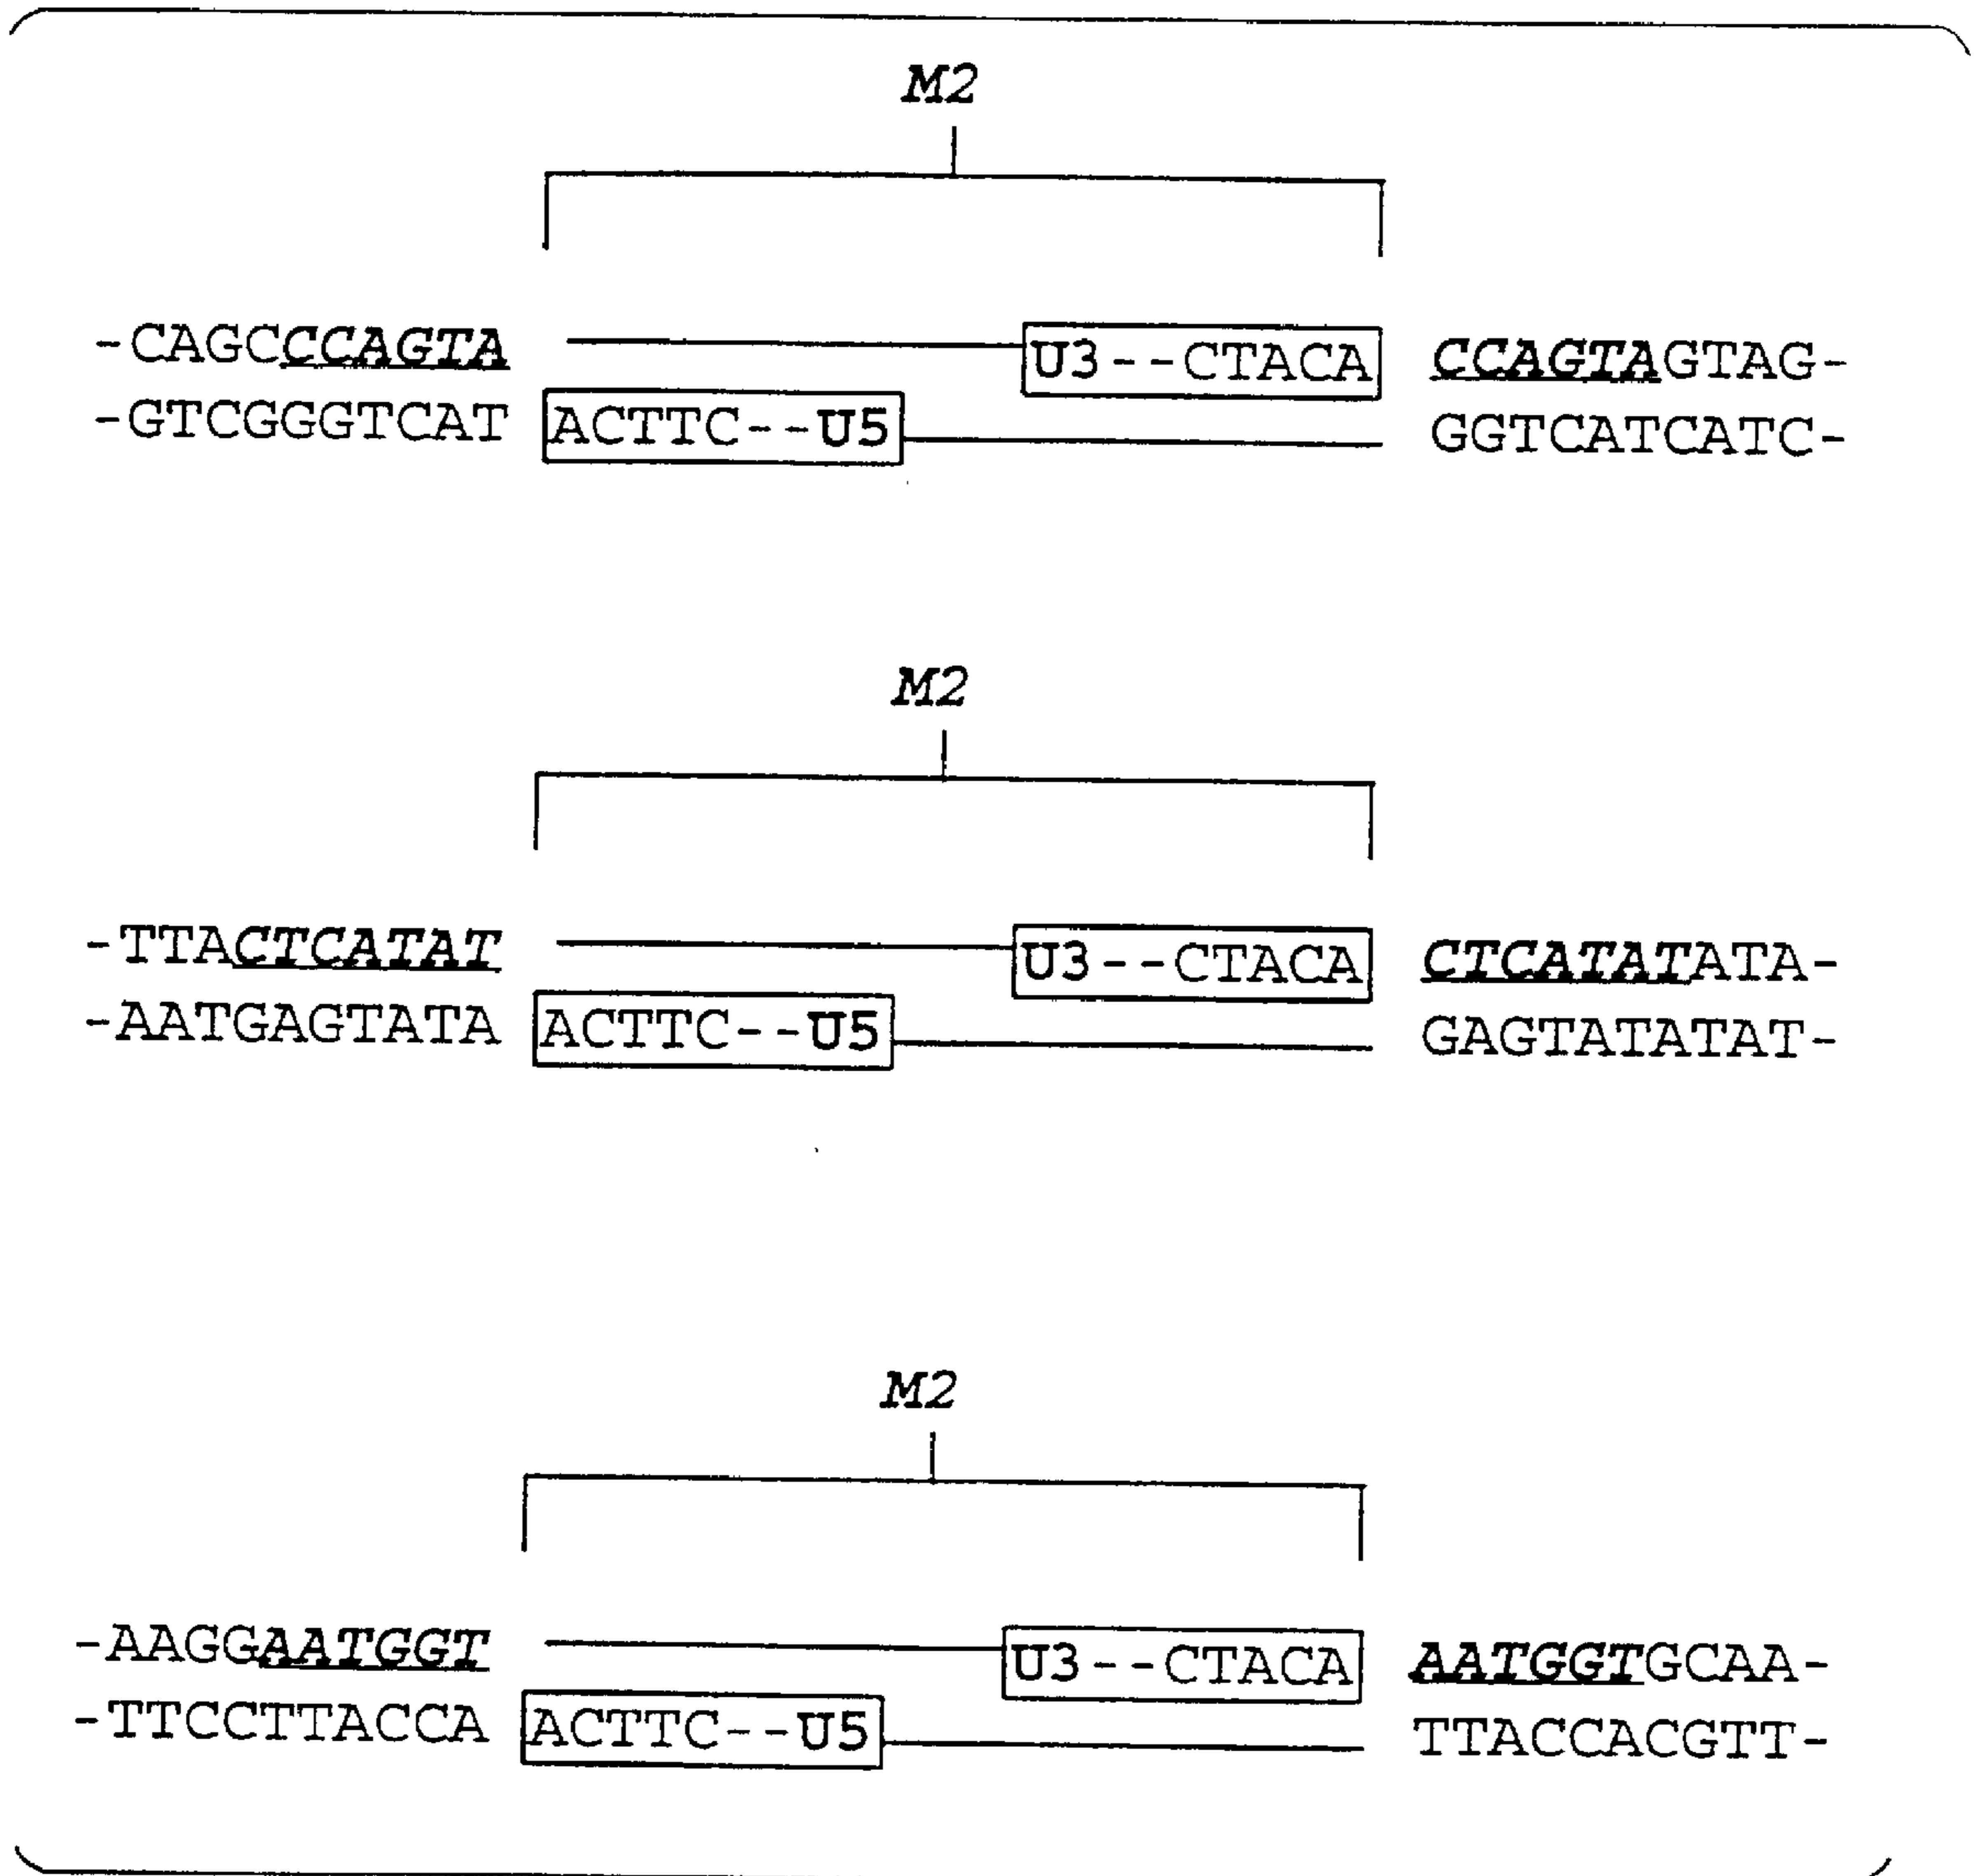 M2
-CAGCCCAGTA U3--CTACA CCAGTAGTAG-
-GTCGGGTCAT ACTTC--U5 GGTCATCATC-
M2
-TTACTCATAT U3--CTACA CTCATATATA-
-AATGAGTATA ACTTC--U5 GAGTATATAT-
M2
-AAGGAATGGT U3--CTACA AATGGTGCAA-
-TTCCTTACCA ACTTC--U5 TTACCACGTT-